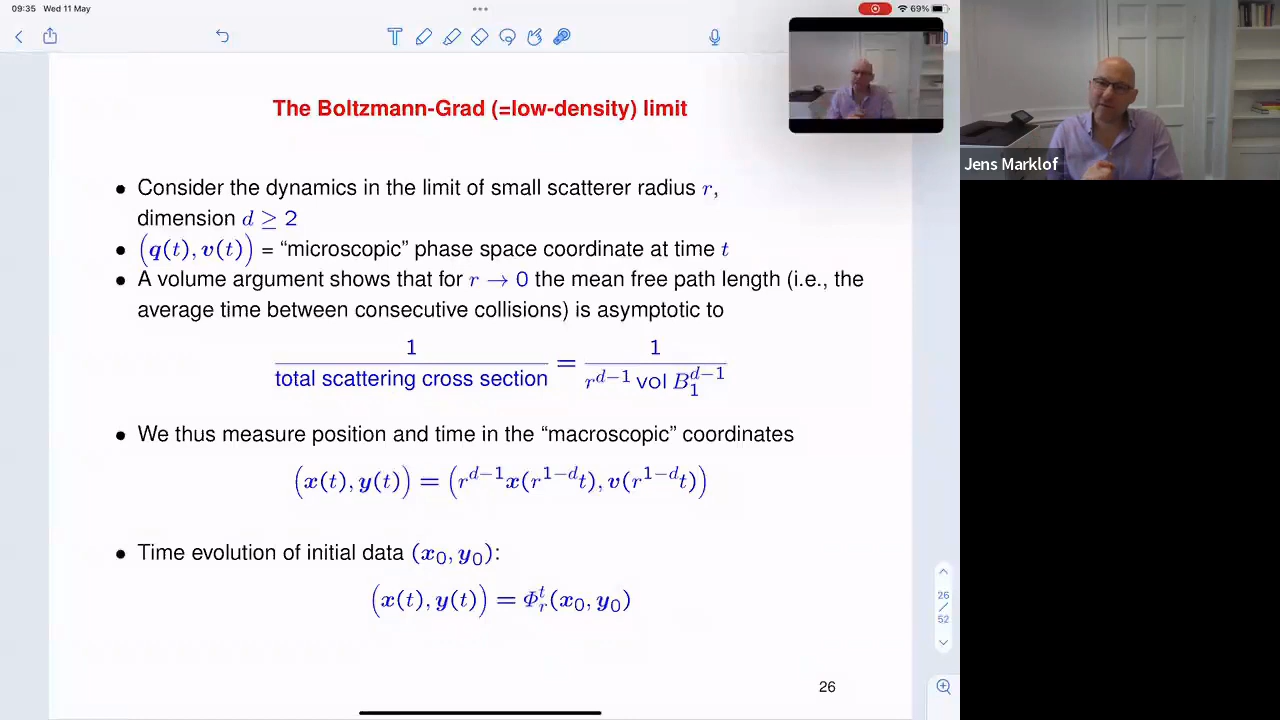 09:35 Wed 11 May
69%
The Boltzmann-Grad (=low-density) limit
• Consider the dynamics in the limit of small scatterer radius r,
dimension d ≥ 2
• (q(t), v(t)) = “microscopic” phase space coordinate at time t
• A volume argument shows that for r → 0 the mean free path length (i.e., the
average time between consecutive collisions) is asymptotic to
1 / total scattering cross section = 1 / r^{d−1} vol B_1^{d−1}
• We thus measure position and time in the “macroscopic” coordinates
(x(t), y(t)) = (r^{d−1}x(r^{1−d}t), v(r^{1−d}t))
• Time evolution of initial data (x_0, y_0):
(x(t), y(t)) = Φ_r^t(x_0, y_0)
26
26
/
52
Jens Marklof